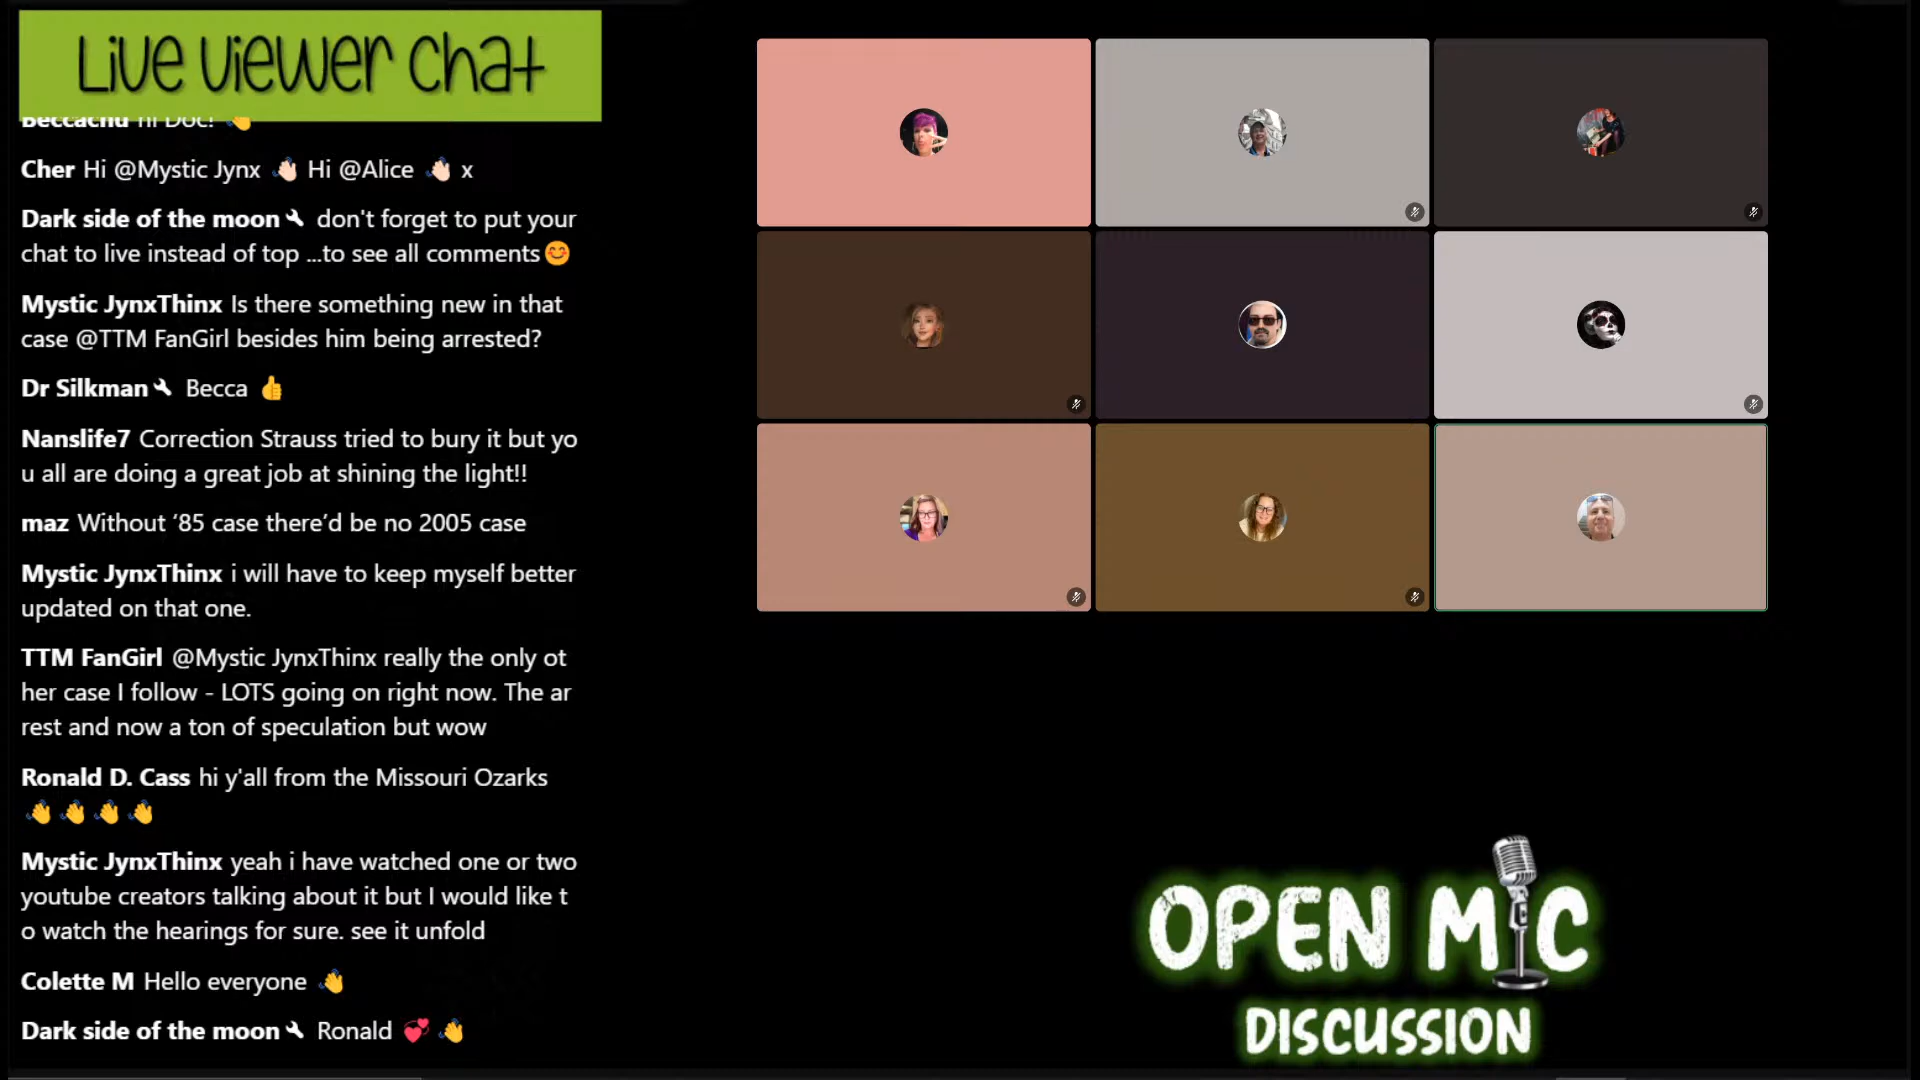 Live Viewer Chat
Beccachu hi Doc! 👋
Cher Hi @Mystic Jynx 👋🏻 Hi @Alice 👋🏻 x
Dark side of the moon don't forget to put your
chat to live instead of top ...to see all comments😊
Mystic JynxThinx Is there something new in that
case @TTM FanGirl besides him being arrested?
Dr Silkman Becca 👍
Nanslife7 Correction Strauss tried to bury it but yo
u all are doing a great job at shining the light!!
maz Without ‘85 case there’d be no 2005 case
Mystic JynxThinx i will have to keep myself better
updated on that one.
TTM FanGirl @Mystic JynxThinx really the only ot
her case I follow - LOTS going on right now. The ar
rest and now a ton of speculation but wow
Ronald D. Cass hi y'all from the Missouri Ozarks
👋👋👋👋
Mystic JynxThinx yeah i have watched one or two
youtube creators talking about it but I would like t
o watch the hearings for sure. see it unfold
Colette M Hello everyone 👋
Dark side of the moon Ronald 💞 👋
OPEN MIC
DISCUSSION